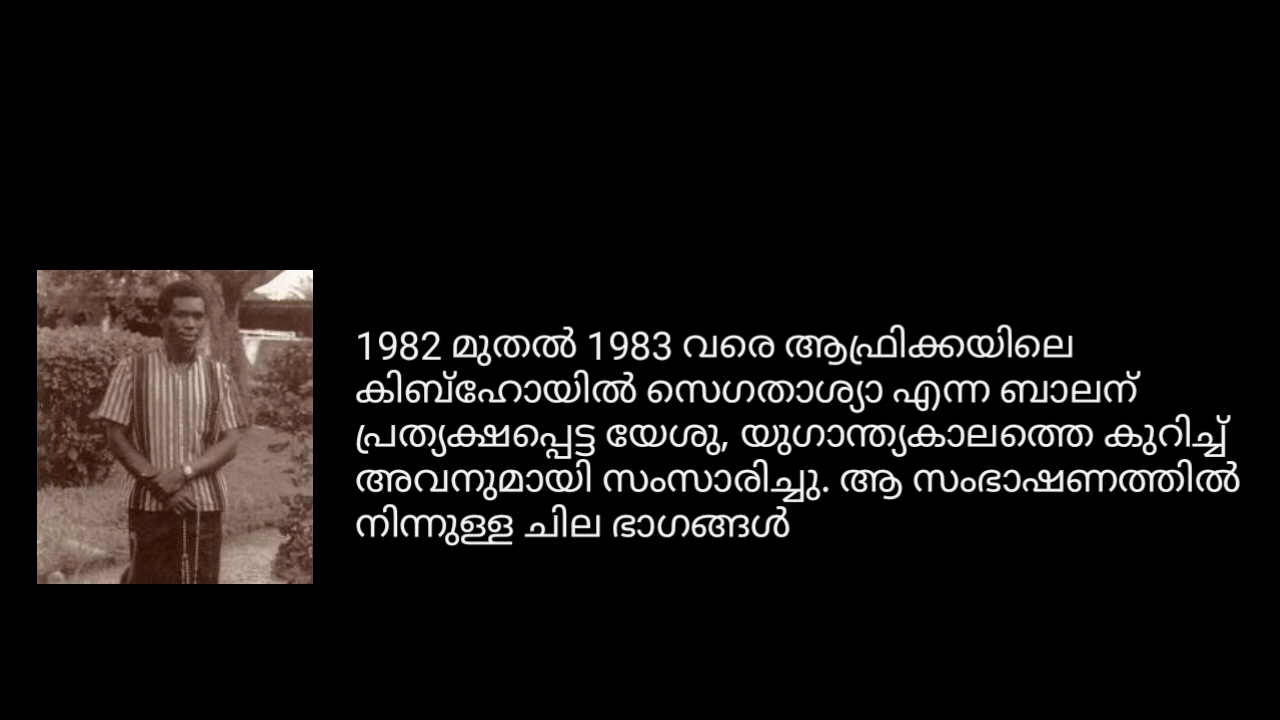 1982 മുതൽ 1983 വരെ ആഫ്രിക്കയിലെ
കിബ്ഹോയിൽ സെഗതാശ്യാ എന്ന ബാലന്
പ്രത്യക്ഷപ്പെട്ട യേശു, യുഗാന്ത്യകാലത്തെ കുറിച്ച്
അവനുമായി സംസാരിച്ചു. ആ സംഭാഷണത്തിൽ
നിന്നുള്ള ചില ഭാഗങ്ങൾ